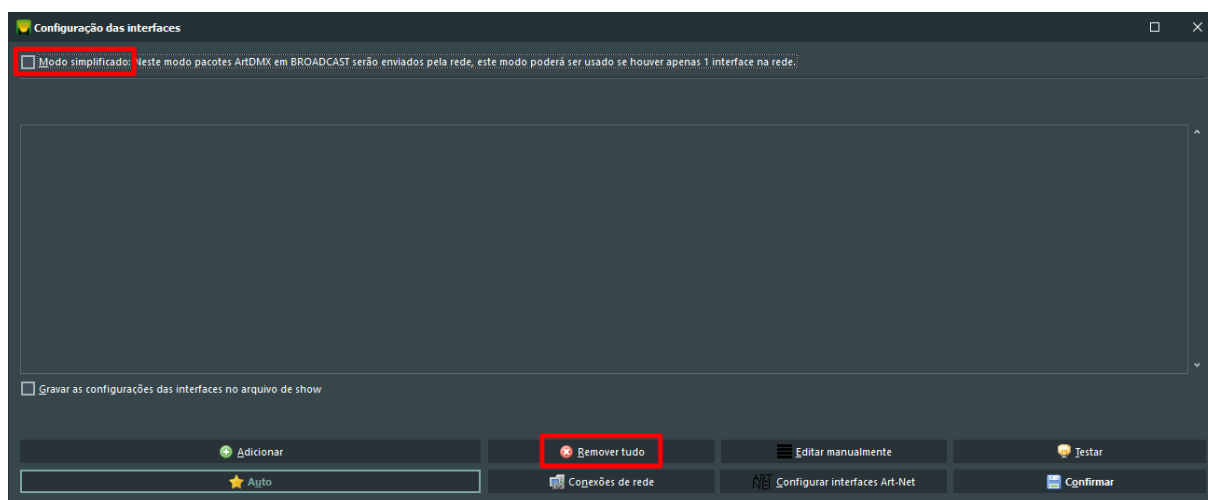 Configuração das interfaces
Modo simplificado: Neste modo pacotes ArtDMX em BROADCAST serão enviados pela rede, este modo poderá ser usado se houver apenas 1 interface na rede.
Gravar as configurações das interfaces no arquivo de show
Adicionar Remover tudo Editar manualmente Testar
Auto Conexões de rede ART NET Configurar interfaces Art-Net Confirmar